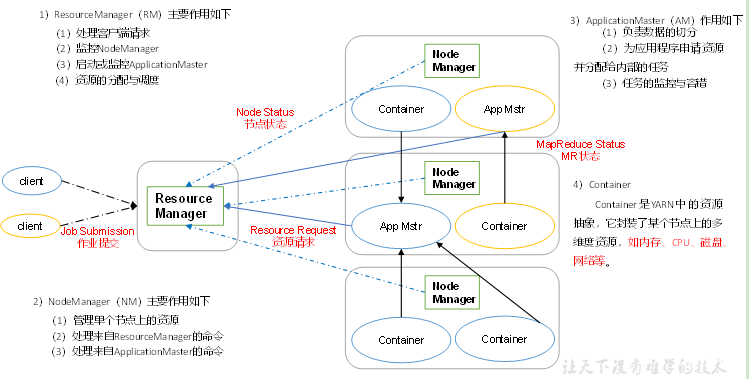 1）ResourceManager（RM）主要作用如下
（1）处理客户端请求
（2）监控NodeManager
（3）启动或监控ApplicationMaster
（4）资源的分配与调度
3）ApplicationMaster（AM）作用如下
（1）负责数据的切分
（2）为应用程序申请资源
并分配给内部的任务
（3）任务的监控与容错
Node
Manager
Container
App Mstr
Node Status
节点状态
MapReduce Status
MR 状态
client
client
Job Submission
作业提交
Resource
Manager
Node
Manager
App Mstr
Container
Resource Request
资源请求
4）Container
Container是YARN中的资源
抽象，它封装了某个节点上的多
维度资源，如内存、CPU、磁盘、
网络等。
2）NodeManager（NM）主要作用如下
（1）管理单个节点上的资源
（2）处理来自ResourceManager的命令
（3）处理来自ApplicationMaster的命令
Node
Manager
Container
Container
让天下没有难学的技术